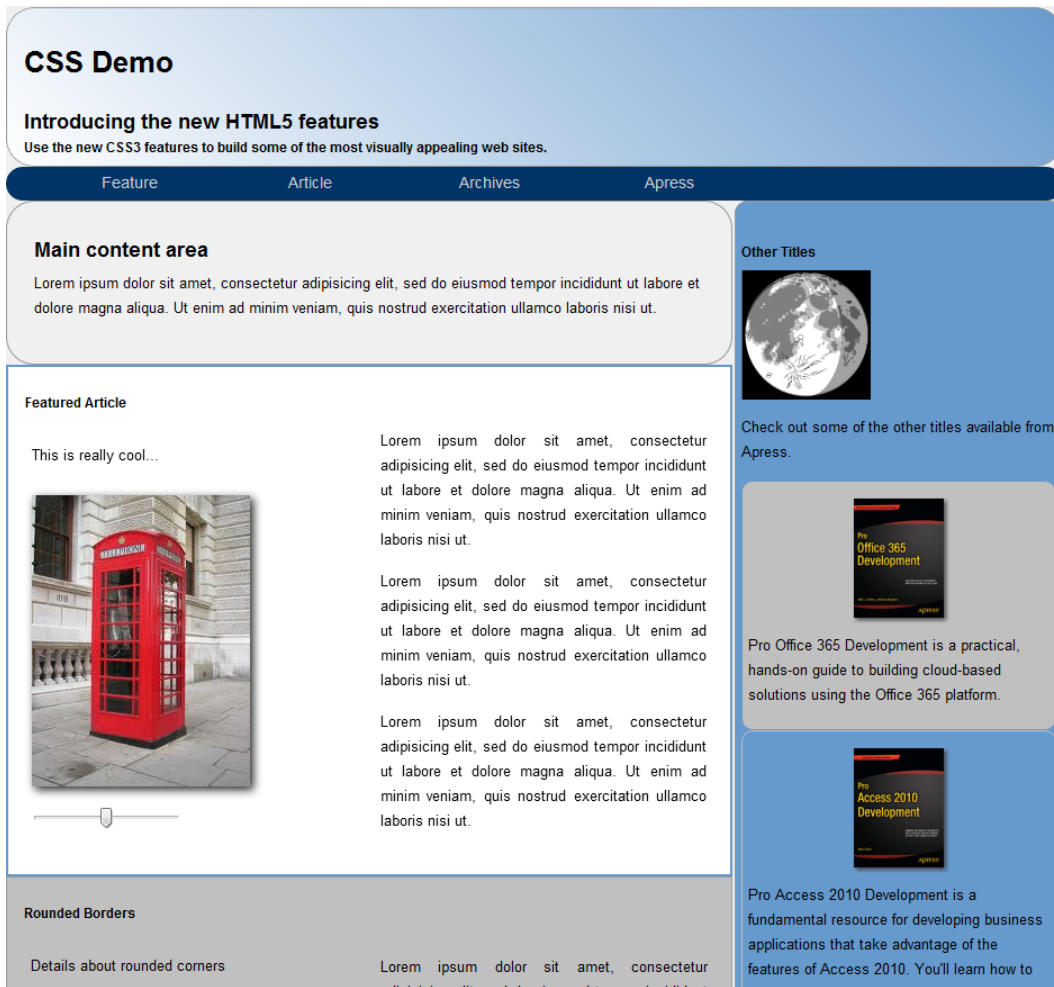 CSS Demo
Introducing the new HTML5 features
Use the new CSS3 features to build some of the most visually appealing web sites.
Feature Article Archives Apress
Main content area
Lorem ipsum dolor sit amet, consectetur adipisicing elit, sed do eiusmod tempor incididunt ut labore et
dolore magna aliqua. Ut enim ad minim veniam, quis nostrud exercitation ullamco laboris nisi ut.
Featured Article
This is really cool...
TELEPHONE
Lorem ipsum dolor sit amet, consectetur
adipisicing elit, sed do eiusmod tempor incididunt
ut labore et dolore magna aliqua. Ut enim ad
minim veniam, quis nostrud exercitation ullamco
laboris nisi ut.
Lorem ipsum dolor sit amet, consectetur
adipisicing elit, sed do eiusmod tempor incididunt
ut labore et dolore magna aliqua. Ut enim ad
minim veniam, quis nostrud exercitation ullamco
laboris nisi ut.
Lorem ipsum dolor sit amet, consectetur
adipisicing elit, sed do eiusmod tempor incididunt
ut labore et dolore magna aliqua. Ut enim ad
minim veniam, quis nostrud exercitation ullamco
laboris nisi ut.
Rounded Borders
Details about rounded corners
Lorem ipsum dolor sit amet, consectetur
Other Titles
Check out some of the other titles available from
Apress.
Pro
Office 365
Development
Apress
Pro Office 365 Development is a practical,
hands-on guide to building cloud-based
solutions using the Office 365 platform.
Pro
Access 2010
Development
Apress
Pro Access 2010 Development is a
fundamental resource for developing business
applications that take advantage of the
features of Access 2010. You'll learn how to